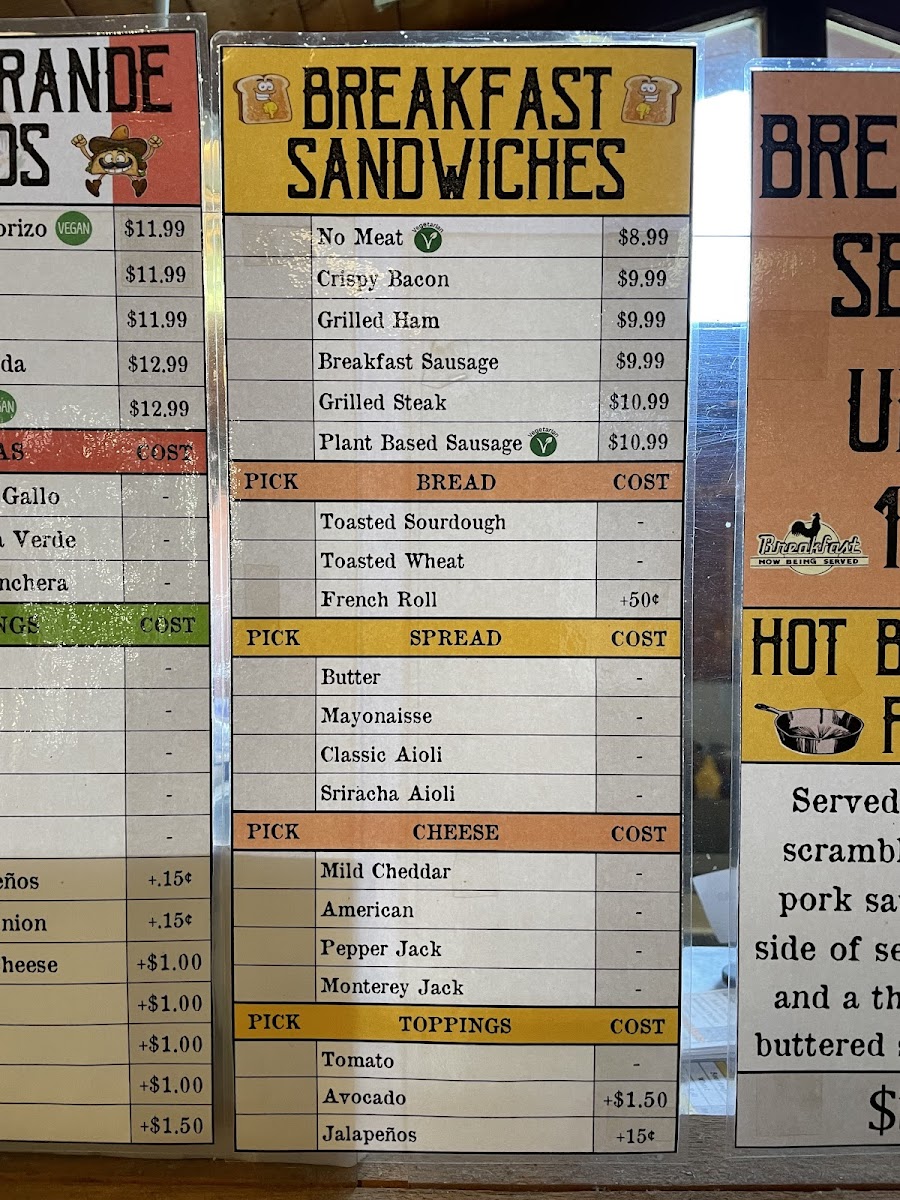 RANDE
OS
orizo VEGAN $11.99
$11.99
$11.99
da $12.99
AN $12.99
AS COST
Gallo -
a Verde -
nchera -
NGS COST
-
-
-
-
-
eños +.15¢
nion +.15¢
heese +$1.00
+$1.00
+$1.00
+$1.00
+$1.50
BREAKFAST
SANDWICHES
No Meat Vegetarian V $8.99
Crispy Bacon $9.99
Grilled Ham $9.99
Breakfast Sausage $9.99
Grilled Steak $10.99
Plant Based Sausage Vegetarian V $10.99
PICK BREAD COST
Toasted Sourdough -
Toasted Wheat -
French Roll +50¢
PICK SPREAD COST
Butter -
Mayonaisse -
Classic Aioli -
Sriracha Aioli -
PICK CHEESE COST
Mild Cheddar -
American -
Pepper Jack -
Monterey Jack -
PICK TOPPINGS COST
Tomato -
Avocado +$1.50
Jalapeños +15¢
BRE
SE
U
1
Breakfast
NOW BEING SERVED
HOT B
F
Served
scrambl
pork sau
side of se
and a th
buttered s
$